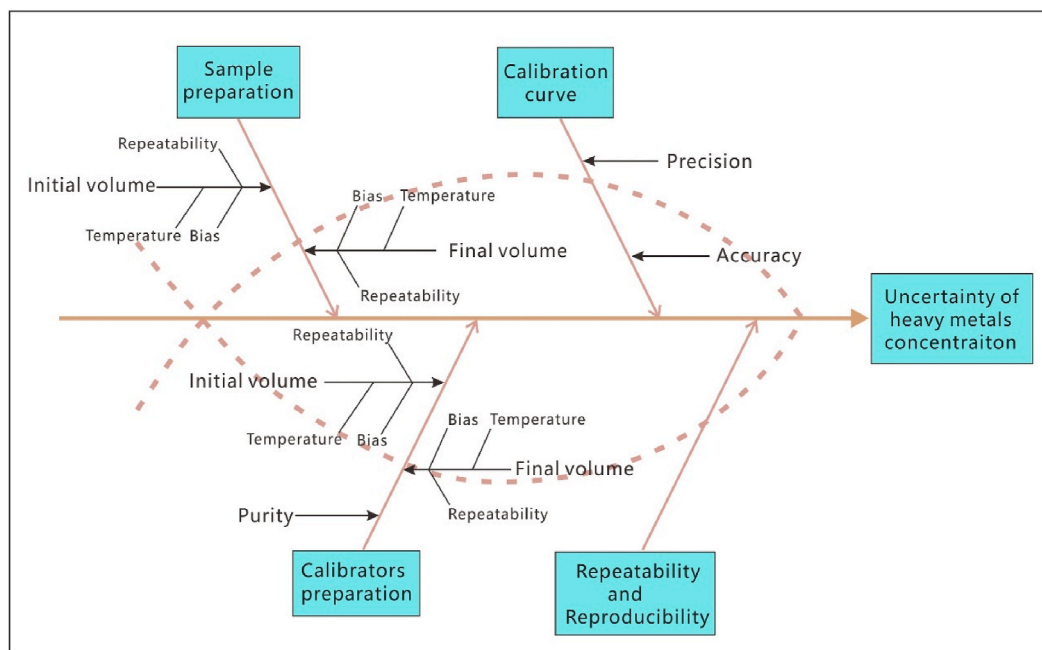 Sample
preparation
Calibration
curve
Repeatability
Precision
Initial volume
Bias
Temperature
Temperature
Bias
Final volume
Accuracy
Repeatability
Uncertainty of
heavy metals
concentraiton
Repeatability
Initial volume
Temperature
Bias
Bias
Temperature
Final volume
Purity
Repeatability
Calibrators
preparation
Repeatability
and
Reproducibility